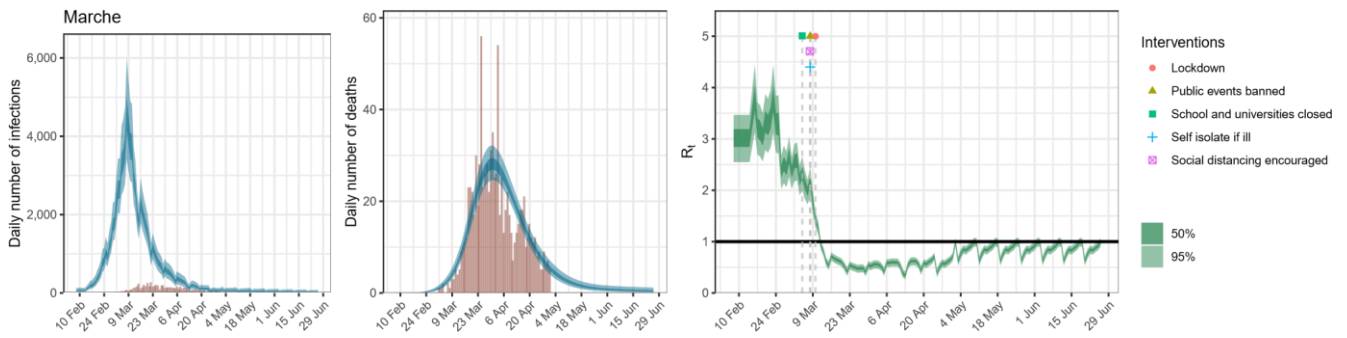 Marche
Daily number of infections
6,000
4,000
2,000
0
10 Feb
24 Feb
9 Mar
23 Mar
6 Apr
20 Apr
4 May
18 May
1 Jun
15 Jun
29 Jun
Daily number of deaths
60
40
20
0
10 Feb
24 Feb
9 Mar
23 Mar
6 Apr
20 Apr
4 May
18 May
1 Jun
15 Jun
29 Jun
Rt
5
4
3
2
1
0
10 Feb
24 Feb
9 Mar
23 Mar
6 Apr
20 Apr
4 May
18 May
1 Jun
15 Jun
29 Jun
Interventions
Lockdown
Public events banned
School and universities closed
Self isolate if ill
Social distancing encouraged
50%
95%